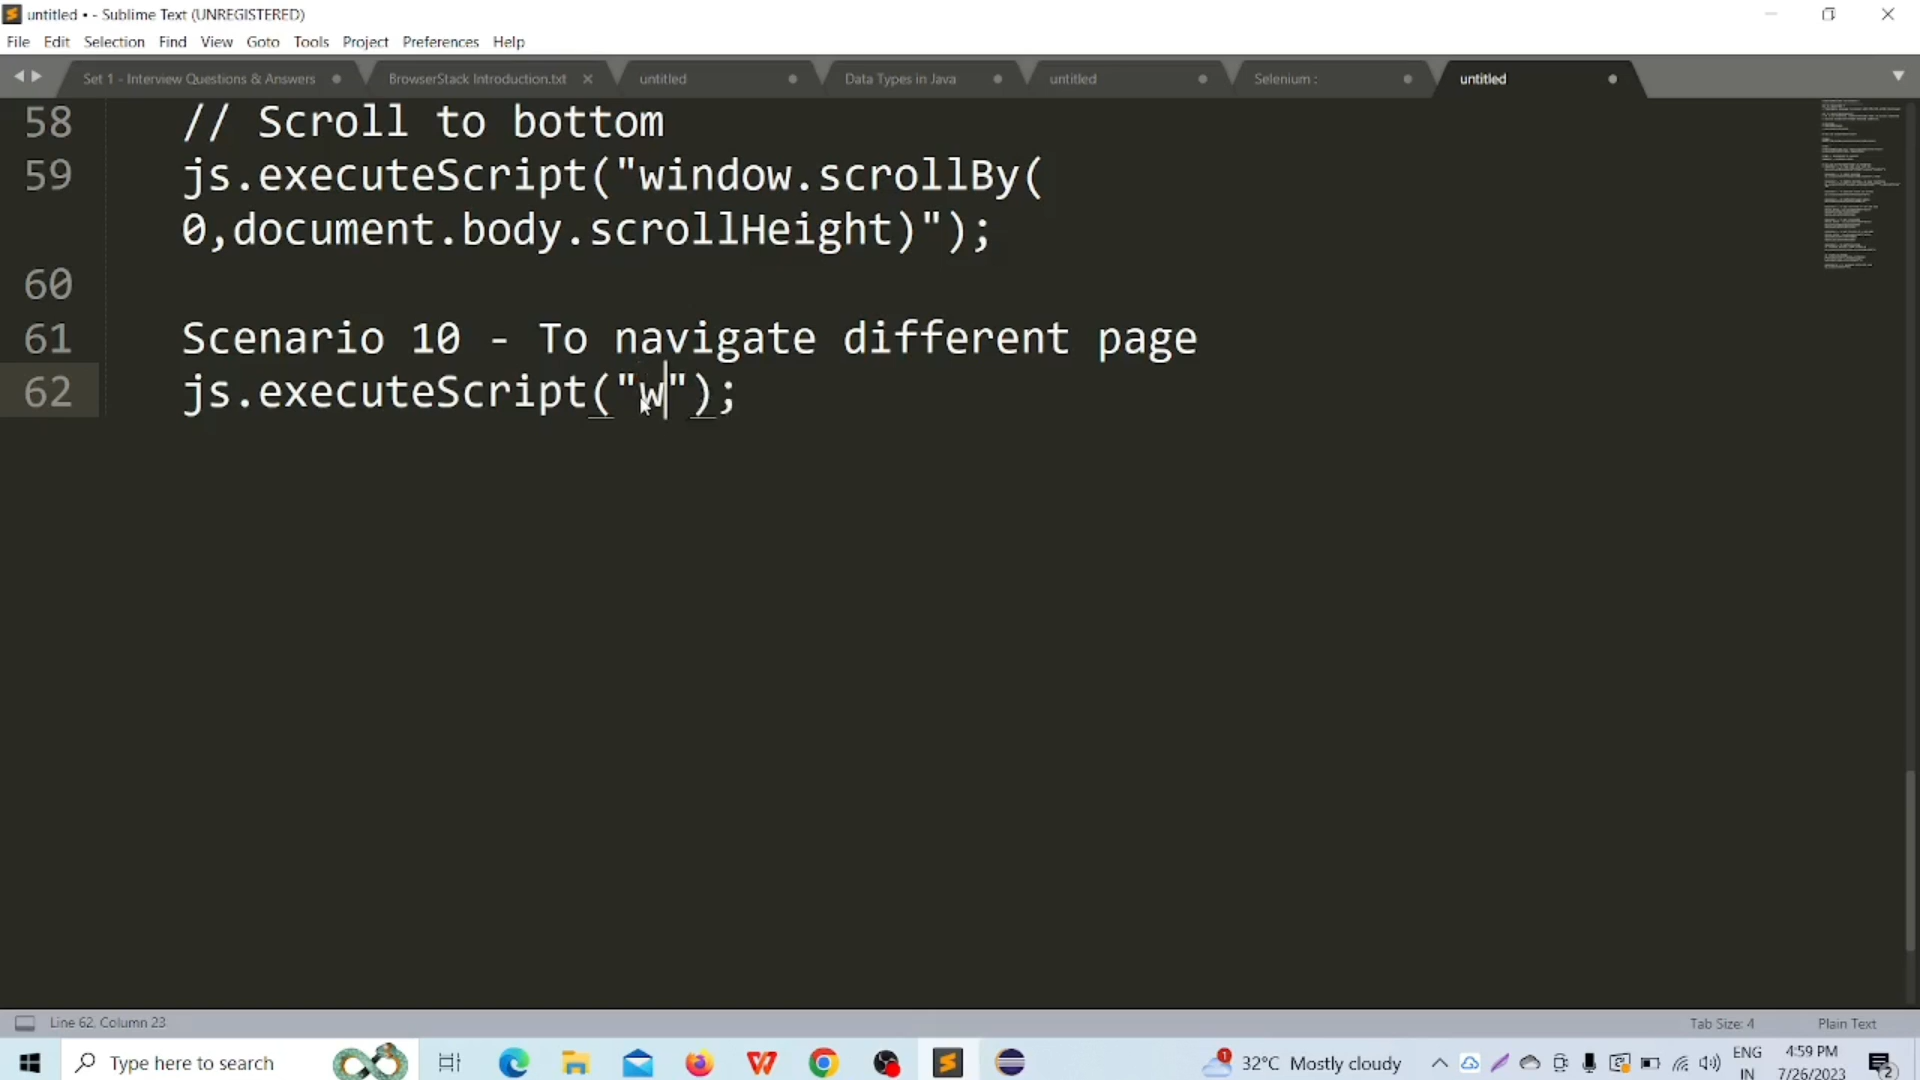 untitled • - Sublime Text (UNREGISTERED)
File Edit Selection Find View Goto Tools Project Preferences Help
Set 1 - Interview Questions & Answers BrowserStack Introduction.txt untitled Data Types in Java untitled Selenium : untitled
58 // Scroll to bottom
59 js.executeScript("window.scrollBy(
0,document.body.scrollHeight)");
60
61 Scenario 10 - To navigate different page
62 js.executeScript("w");
Line 62, Column 23 Tab Size: 4 Plain Text
Type here to search 1 32°C Mostly cloudy ENG 4:59 PM
IN 7/26/2023 2